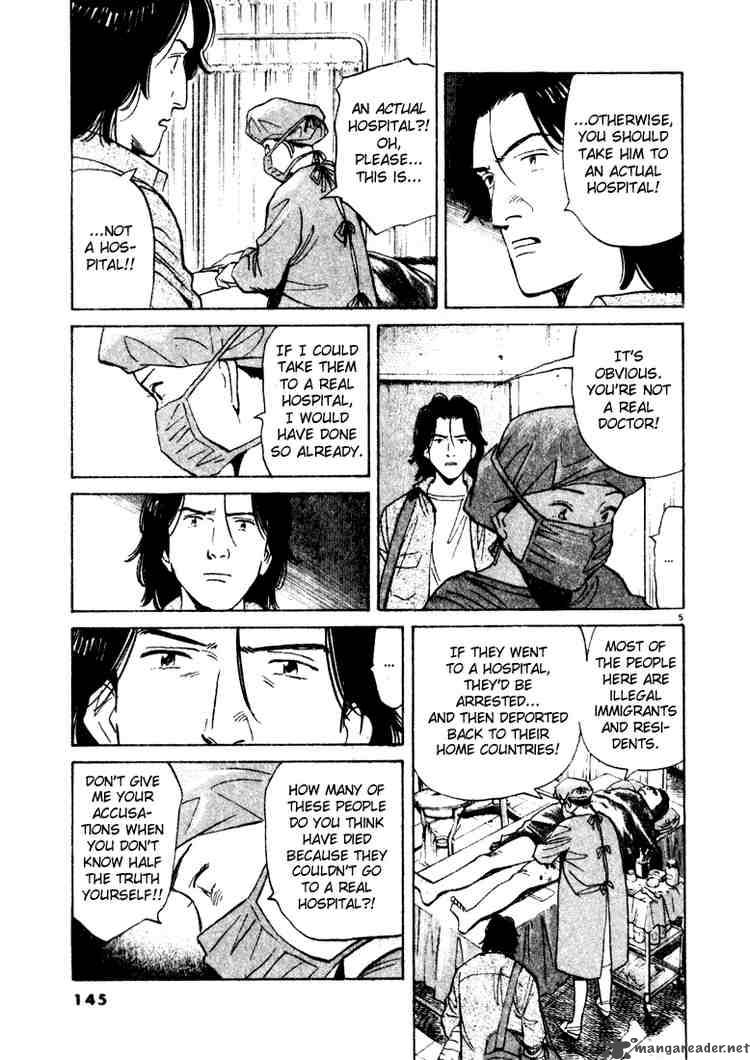 ...OTHERWISE,
YOU SHOULD
TAKE HIM TO
AN ACTUAL
HOSPITAL!
AN ACTUAL
HOSPITAL?!
OH,
PLEASE...
THIS IS...
...NOT
A HOS-
PITAL!!
IT'S
OBVIOUS.
YOU'RE NOT
A REAL
DOCTOR!
...
IF I COULD
TAKE THEM
TO A REAL
HOSPITAL,
I WOULD
HAVE DONE
SO ALREADY.
5
MOST
OF THE
PEOPLE
HERE ARE
ILLEGAL
IMMIGRANTS
AND RESI-
DENTS.
IF THEY WENT
TO A HOSPITAL,
THEY'D BE
ARRESTED...
AND THEN DEPORTED
BACK TO THEIR
HOME COUNTRIES!
...
HOW MANY OF
THESE PEOPLE
DO YOU THINK
HAVE DIED
BECAUSE THEY
COULDN'T GO
TO A REAL
HOSPITAL?!
DON'T GIVE
ME YOUR
ACCUSA-
TIONS WHEN
YOU DON'T
KNOW HALF
THE TRUTH
YOURSELF!!
145
mangareader.net